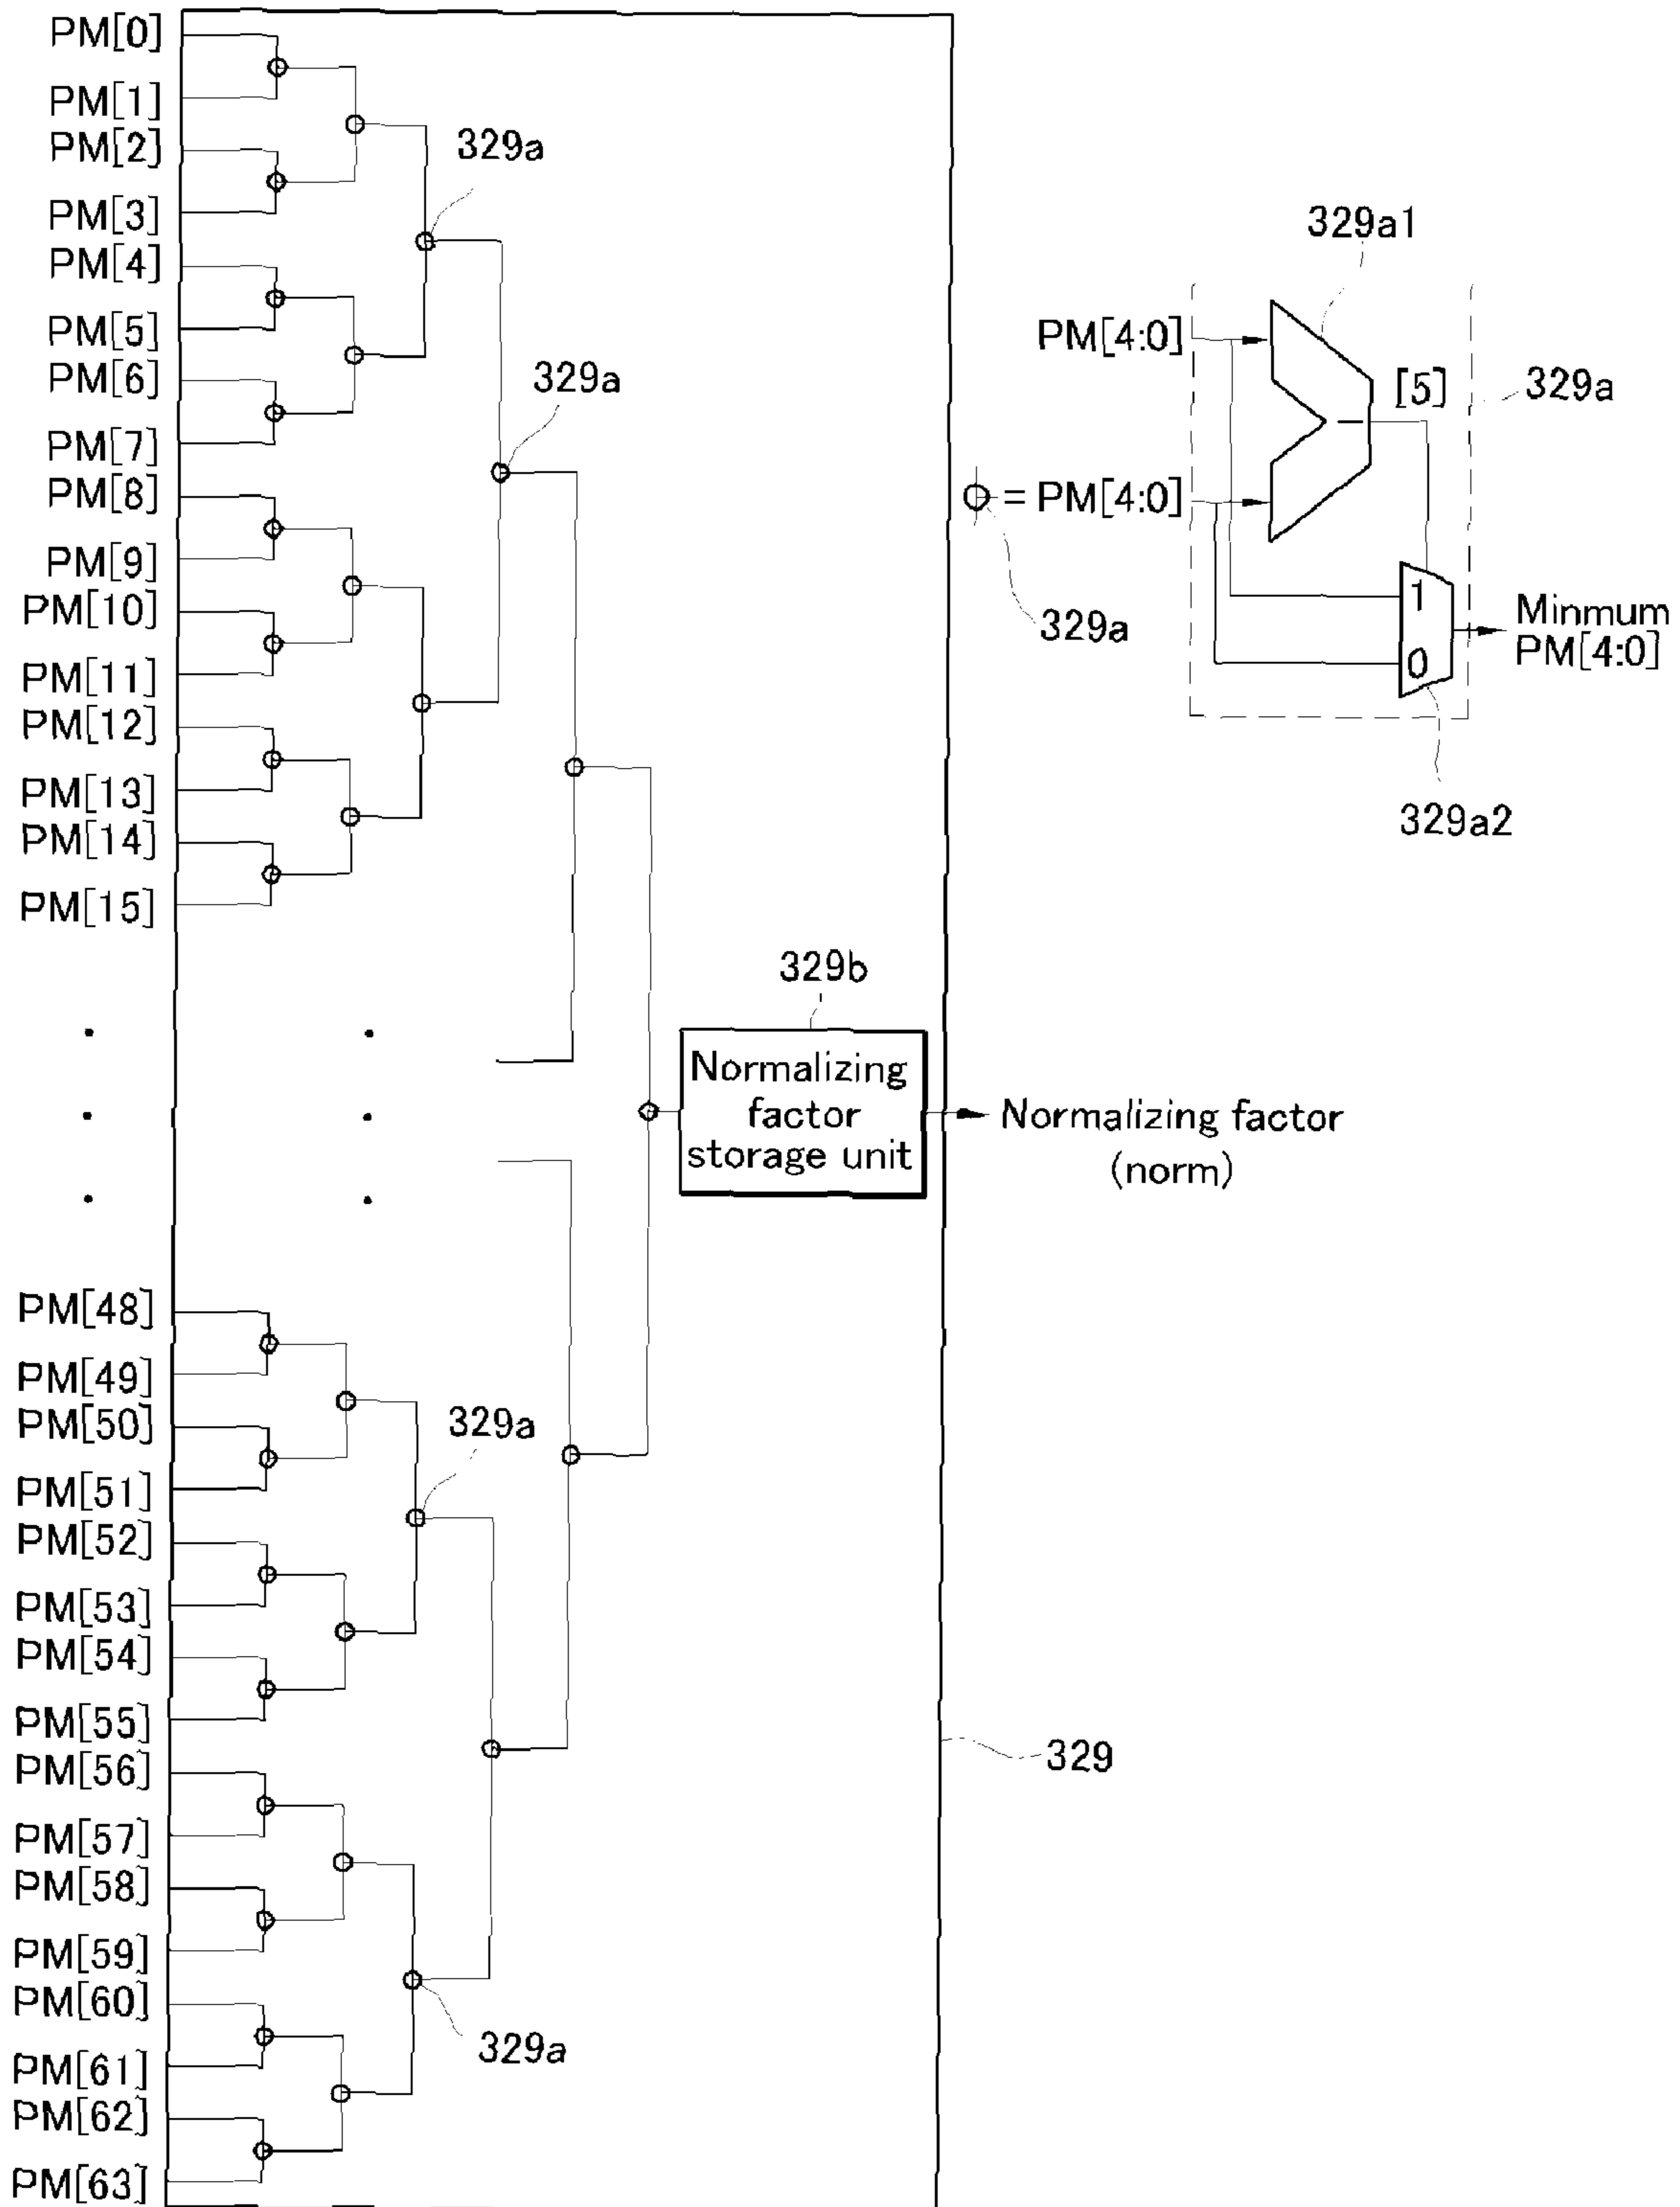 PM[0]
PM[1]
PM[2]
PM[3]
PM[4]
PM[5]
PM[6]
PM[7]
PM[8]
PM[9]
PM[10]
PM[11]
PM[12]
PM[13]
PM[14]
PM[15]
PM[48]
PM[49]
PM[50]
PM[51]
PM[52]
PM[53]
PM[54]
PM[55]
PM[56]
PM[57]
PM[58]
PM[59]
PM[60]
PM[61]
PM[62]
PM[63]
329a
329a
329b
Normalizing
factor
storage unit
Normalizing factor
(norm)
329a
329a
329
329a1
PM[4:0]
[5]
329a
= PM[4:0]
−
329a
1
0
Minmum
PM[4:0]
329a2